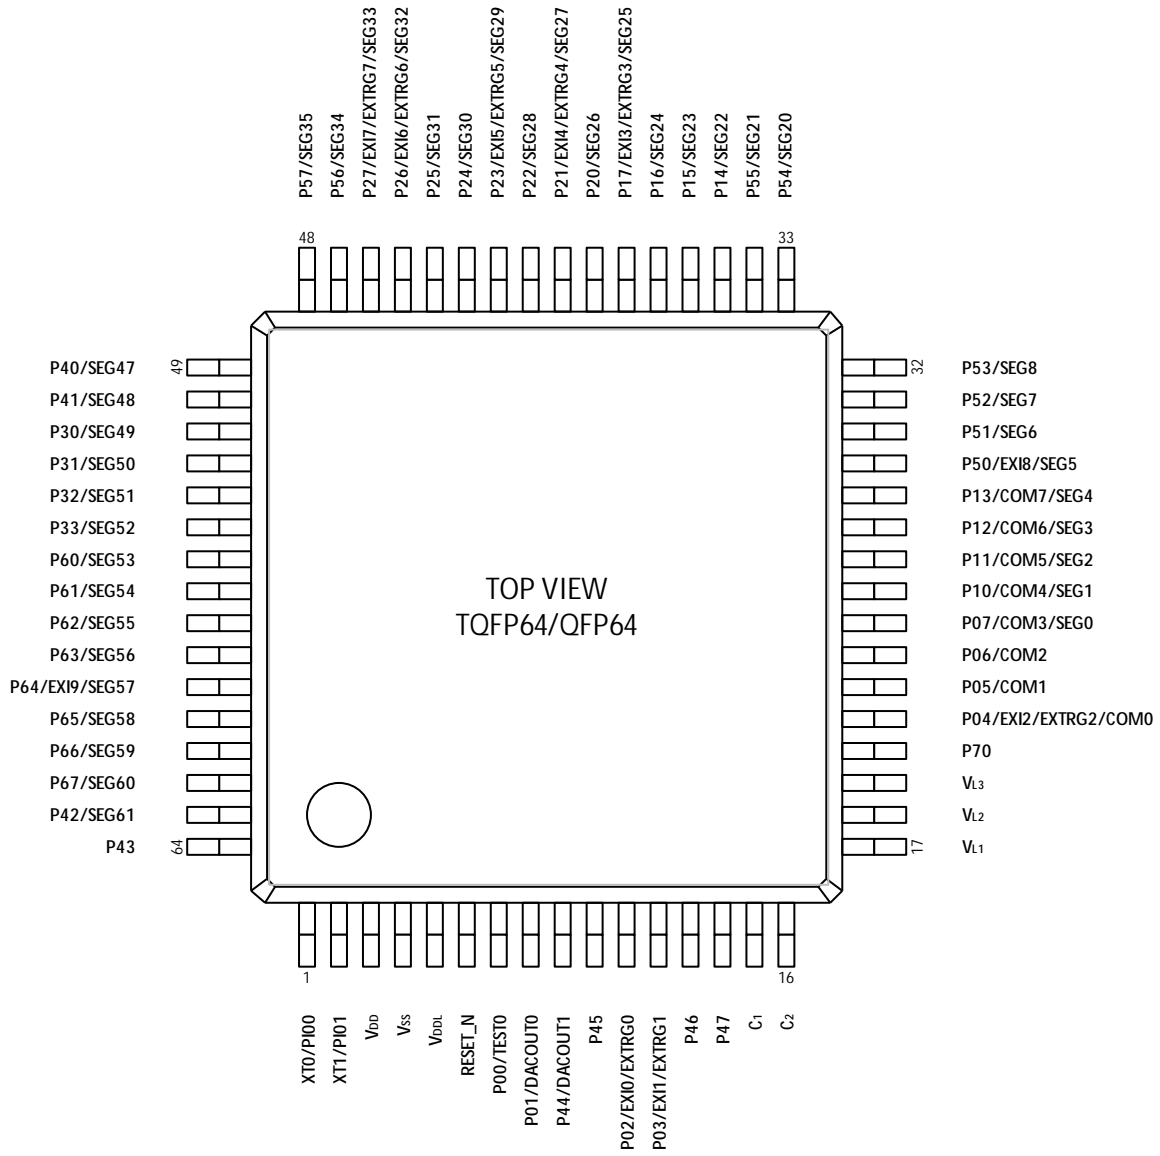 P57/SEG35
P56/SEG34
P27/EXI7/EXTRG7/SEG33
P26/EXI6/EXTRG6/SEG32
P25/SEG31
P24/SEG30
P23/EXI5/EXTRG5/SEG29
P22/SEG28
P21/EXI4/EXTRG4/SEG27
P20/SEG26
P17/EXI3/EXTRG3/SEG25
P16/SEG24
P15/SEG23
P14/SEG22
P55/SEG21
P54/SEG20
48
33
P40/SEG47
P41/SEG48
P30/SEG49
P31/SEG50
P32/SEG51
P33/SEG52
P60/SEG53
P61/SEG54
P62/SEG55
P63/SEG56
P64/EXI9/SEG57
P65/SEG58
P66/SEG59
P67/SEG60
P42/SEG61
P43
49
64
TOP VIEW
TQFP64/QFP64
32
17
P53/SEG8
P52/SEG7
P51/SEG6
P50/EXI8/SEG5
P13/COM7/SEG4
P12/COM6/SEG3
P11/COM5/SEG2
P10/COM4/SEG1
P07/COM3/SEG0
P06/COM2
P05/COM1
P04/EXI2/EXTRG2/COM0
P70
VL3
VL2
VL1
1
16
XT0/PI00
XT1/PI01
VDD
VSS
VDDL
RESET_N
P00/TEST0
P01/DACOUT0
P44/DACOUT1
P45
P02/EXI0/EXTRG0
P03/EXI1/EXTRG1
P46
P47
C1
C2